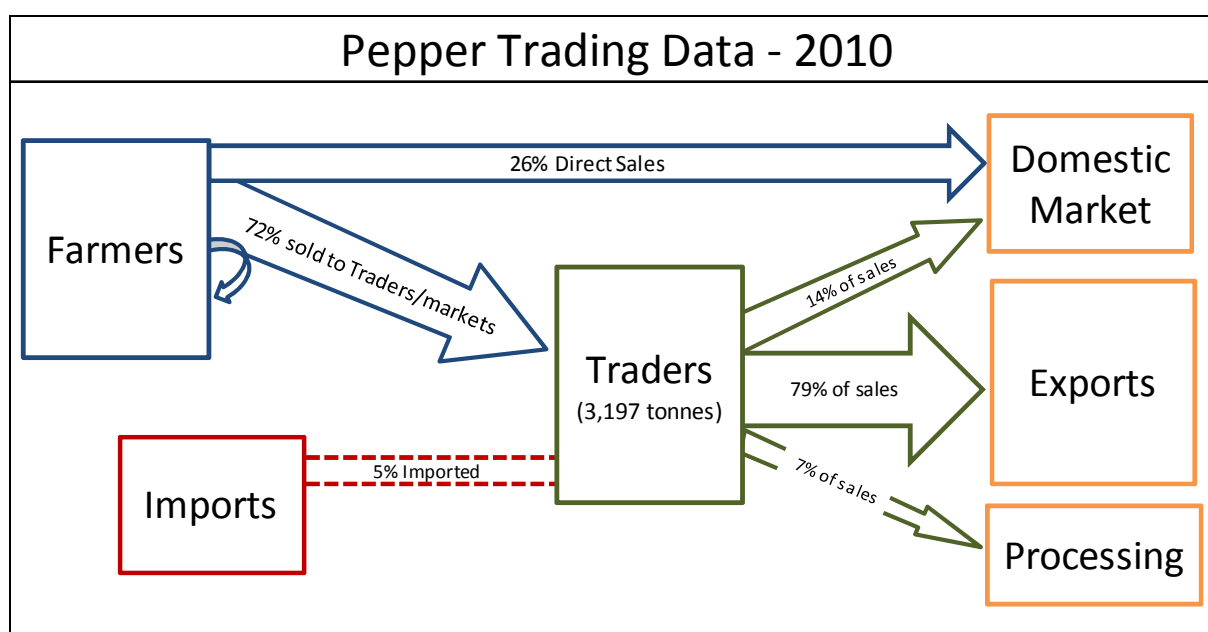 Pepper Trading Data - 2010
26% Direct Sales
Domestic
Market
Farmers
72% sold to Traders/markets
14% of sales
Traders
(3,197 tonnes)
79% of sales
Exports
5% Imported
Imports
7% of sales
Processing